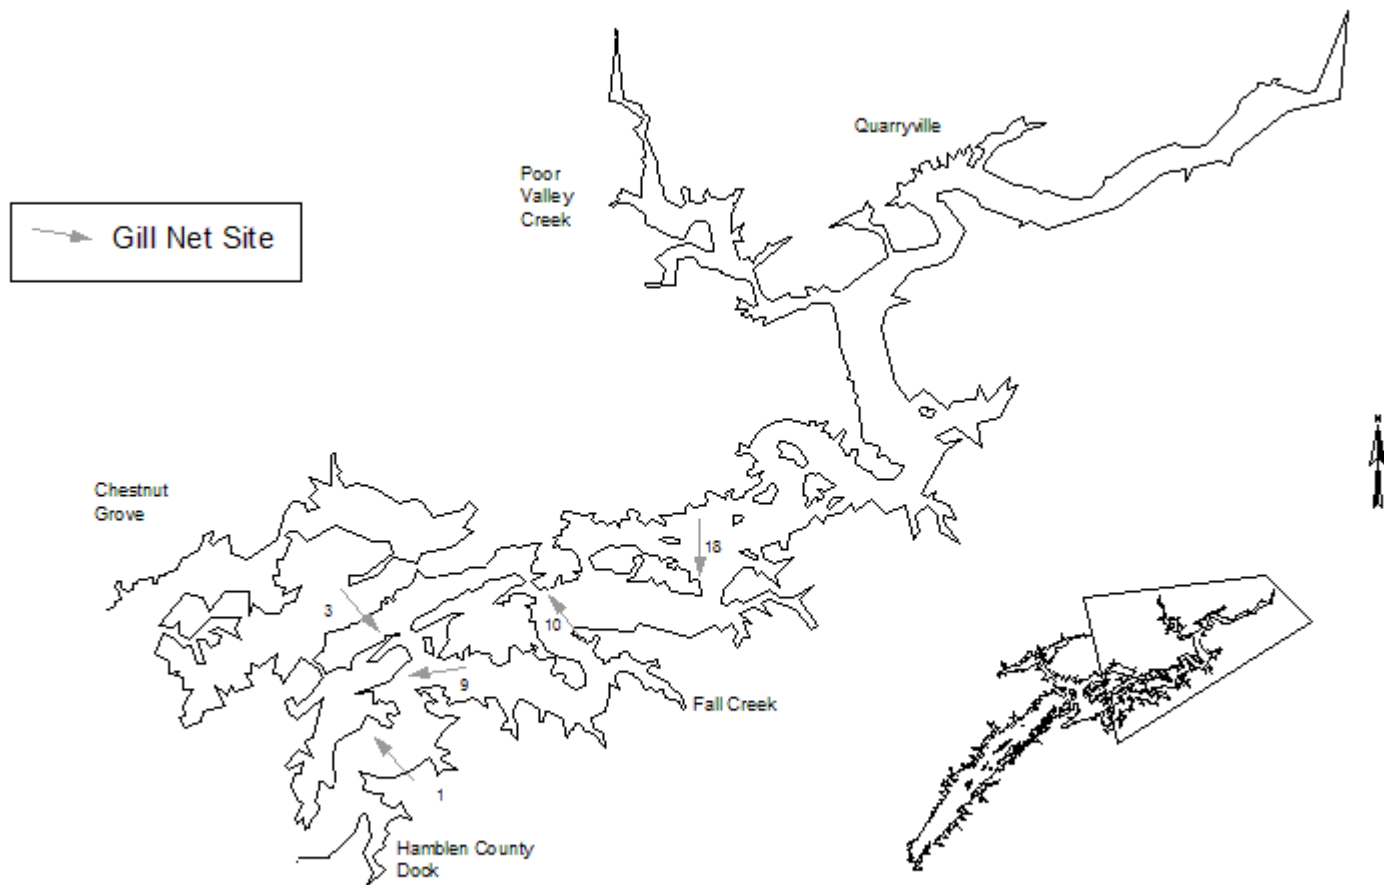 Quarryville
Poor
Valley
Creek
Gill Net Site
N
Chestnut
Grove
18
3
10
9
Fall Creek
1
Hamblen County
Dock